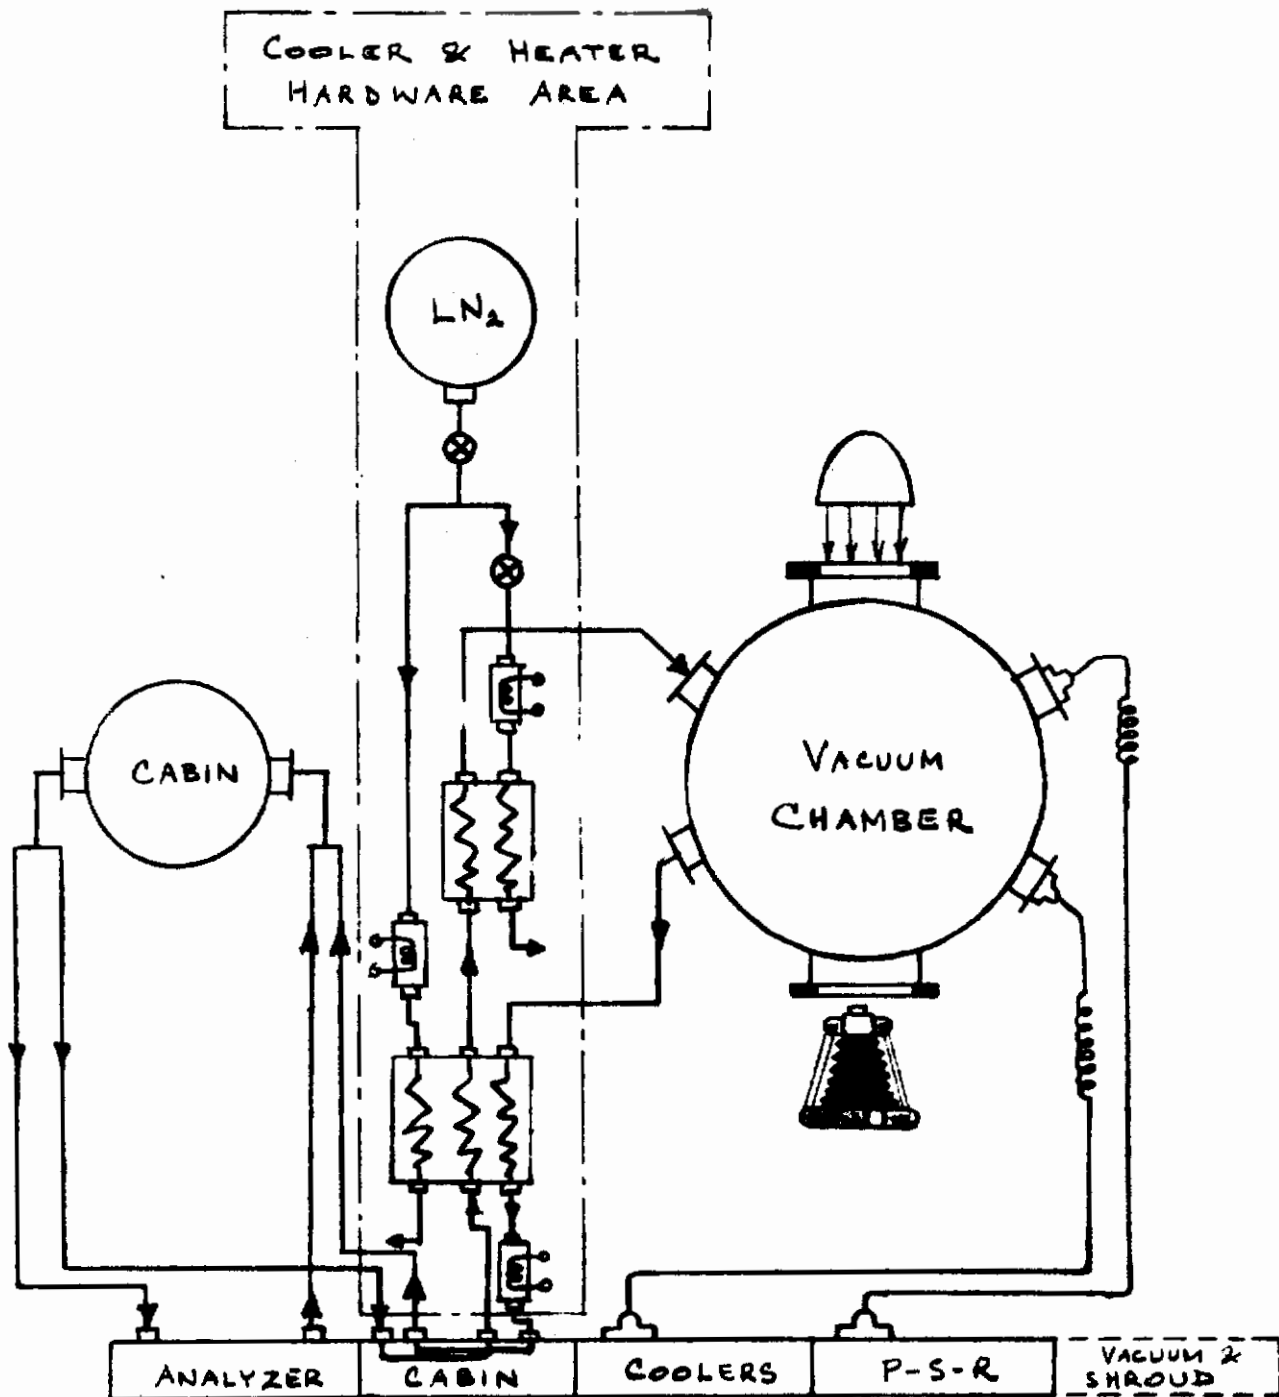 COOLER & HEATER
HARDWARE AREA
LN₂
CABIN
VACUUM
CHAMBER
ANALYZER
CABIN
COOLERS
P-S-R
VACUUM &
SHROUD